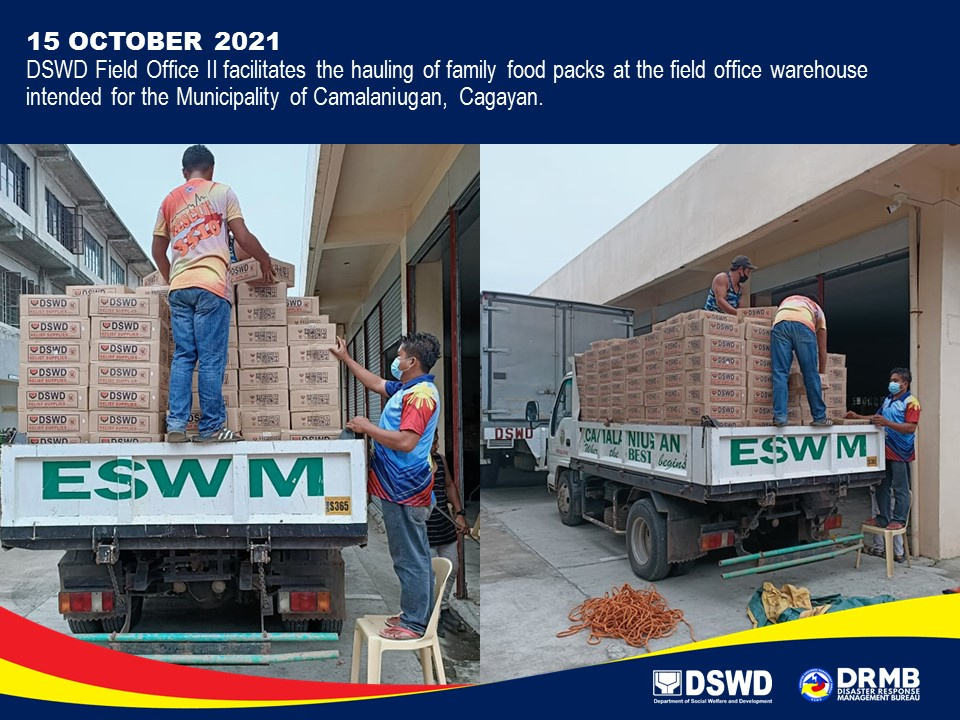 15 OCTOBER 2021
DSWD Field Office II facilitates the hauling of family food packs at the field office warehouse
intended for the Municipality of Camalaniugan, Cagayan.
DSWD
RELIEF SUPPLIES
ESWM
S365
DSWD
CAMALANIUGAN
the BEST begins
ESWM
DSWD
Department of Social Welfare and Development
DRMB
DISASTER RESPONSE
MANAGEMENT BUREAU